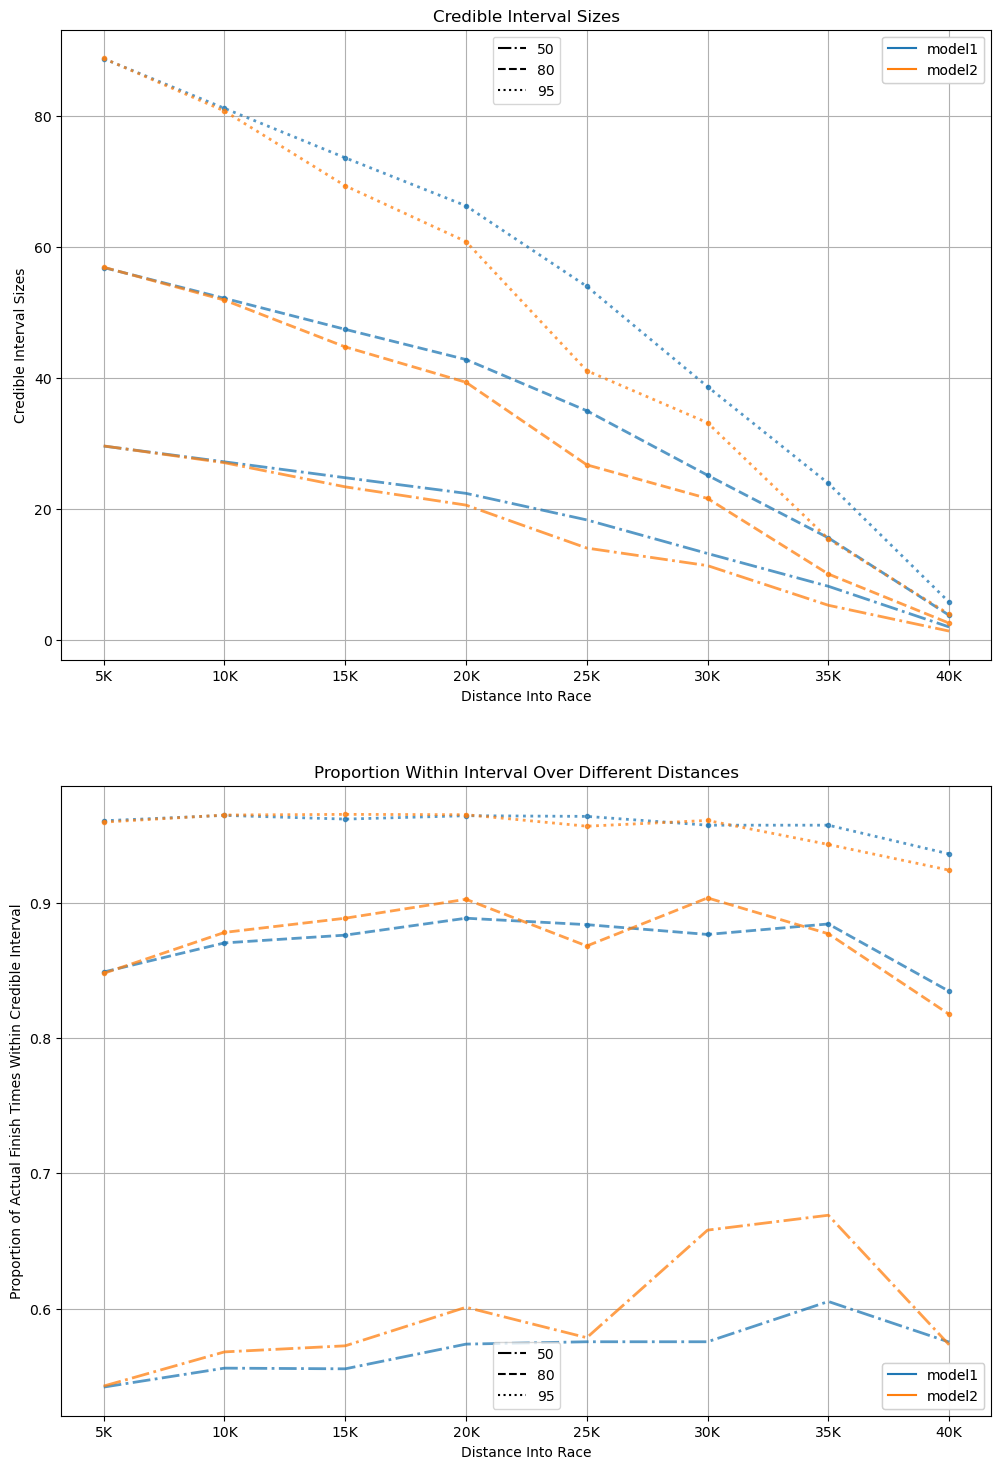 Credible Interval Sizes
50
80
95
model1
model2
Credible Interval Sizes
80
60
40
20
0
5K 10K 15K 20K 25K 30K 35K 40K
Distance Into Race
Proportion Within Interval Over Different Distances
Proportion of Actual Finish Times Within Credible Interval
0.9
0.8
0.7
0.6
50
80
95
model1
model2
5K 10K 15K 20K 25K 30K 35K 40K
Distance Into Race